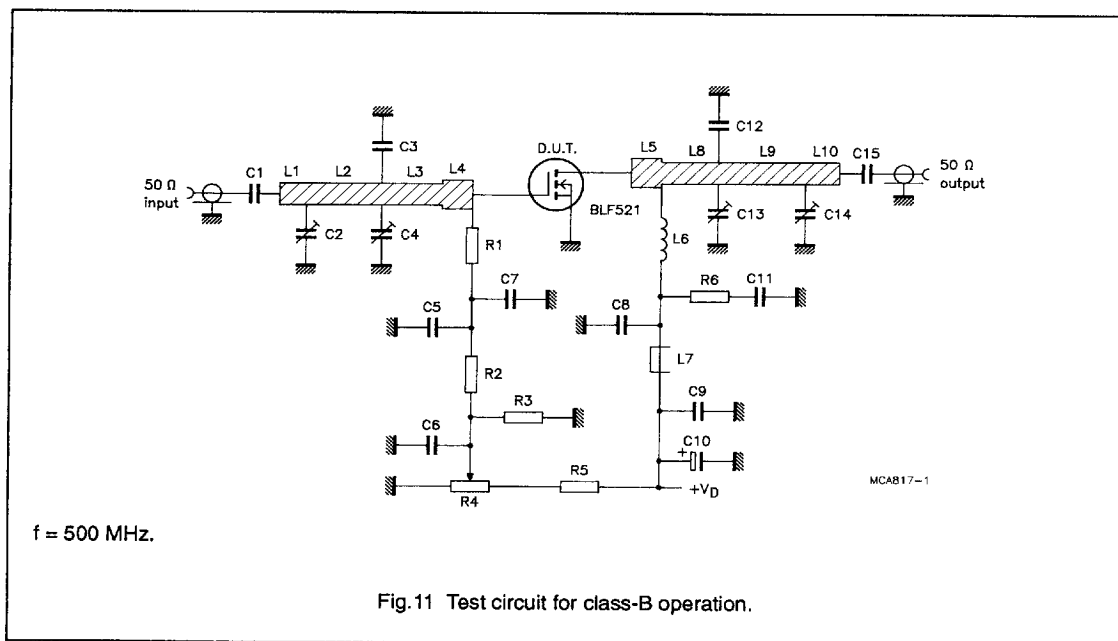 C12
C3
D.U.T.
L5
L8 L9 L10 C15
50 Ω
input
C1
L1 L2 L3 L4
50 Ω
output
BLF521
C2 C4
C13 C14
R1
L6
C7
R6 C11
C5
C8
L7
R2
R3
C9
C6
+
C10
R5
R4
+VD
MCA817-1
f = 500 MHz.
Fig.11 Test circuit for class-B operation.